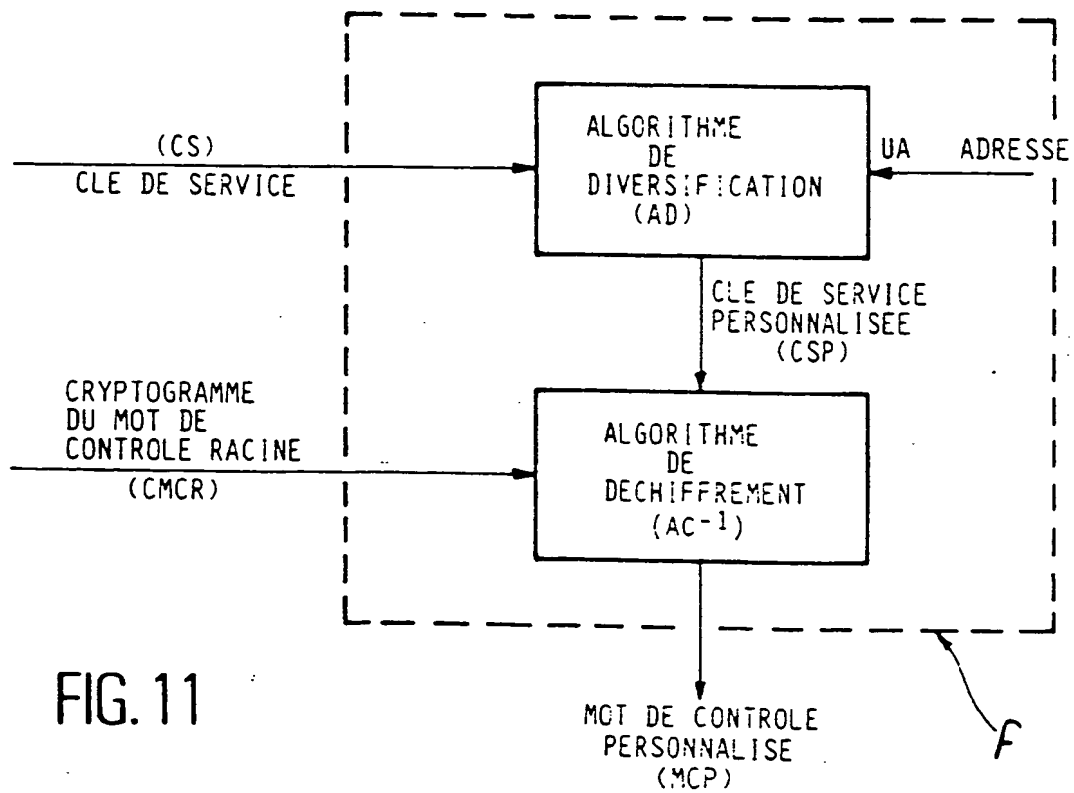 ALGORITHME
DE
DIVERSIFICATION
(AD)
(CS)
CLE DE SERVICE
UA ADRESSE
CLE DE SERVICE
PERSONNALISEE
(CSP)
CRYPTOGRAMME
DU MOT DE
CONTROLE RACINE
(CMCR)
ALGORITHME
DE
DECHIFFREMENT
(AC-1)
FIG. 11
MOT DE CONTROLE
PERSONNALISE
(MCP)
F